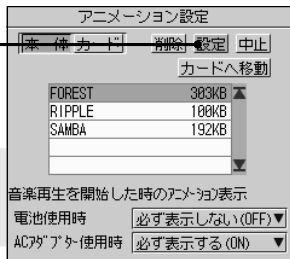 アニメーション設定
本 体 カード 削除 設定 中止
カードへ移動
FOREST 303KB
RIPPLE 100KB
SAMBA 192KB
音楽再生を開始した時のｱﾆﾒｰｼｮﾝ表示
電池使用時 必ず表示しない(OFF)▼
ACｱﾀﾞﾌﾟﾀｰ使用時 必ず表示する(ON) ▼